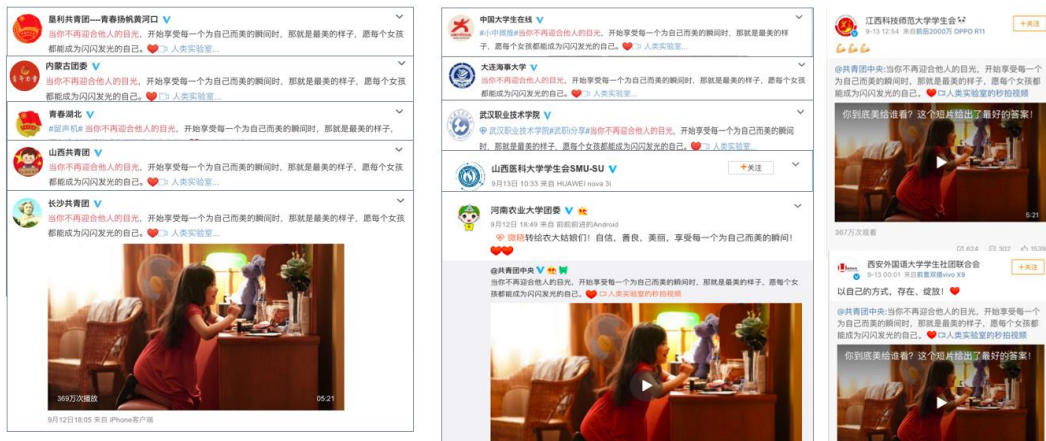 垦利共青团----青春扬帆黄河口
当你不再迎合他人的目光，开始享受每一个为自己而美的瞬间时，那就是最美的样子，愿每个女孩
都能成为闪闪发光的自己。❤️ 人类实验室...
内蒙古团委
当你不再迎合他人的目光，开始享受每一个为自己而美的瞬间时，那就是最美的样子，愿每个女孩
都能成为闪闪发光的自己。❤️ 人类实验室...
青春湖北
#留声机# 当你不再迎合他人的目光，开始享受每一个为自己而美的瞬间时，那就是最美的样子，
山西共青团
当你不再迎合他人的目光，开始享受每一个为自己而美的瞬间时，那就是最美的样子，愿每个女孩
都能成为闪闪发光的自己。❤️ 人类实验室...
长沙共青团
当你不再迎合他人的目光，开始享受每一个为自己而美的瞬间时，那就是最美的样子，愿每个女孩
都能成为闪闪发光的自己。❤️ 人类实验室...
369万次播放 05:21
9月12日18:05 来自 iPhone客户端
中国大学生在线
#小中微推#当你不再迎合他人的目光，开始享受每一个为自己而美的瞬间时，那就是最美的样
子，愿每个女孩都能成为闪闪发光的自己。❤️ 人类实验室...
大连海事大学
当你不再迎合他人的目光，开始享受每一个为自己而美的瞬间时，那就是最美的样子，愿每个女孩
都能成为闪闪发光的自己。❤️ 人类实验室...
武汉职业技术学院
武汉职业技术学院#武职i分享#当你不再迎合他人的目光，开始享受每一个为自己而美的瞬间
时，那就是最美的样子，愿每个女孩都能成为闪闪发光的自己。❤️ 人类实验室...
山西医科大学学生会SMU-SU
+关注
9月13日 10:33 来自 HUAWEI nova 3i
河南农业大学团委
9月12日 18:49 来自 前前前进的Android
微晓转给农大姑娘们！自信，善良，美丽，享受每一个为自己而美的瞬间！
❤️❤️
@共青团中央
当你不再迎合他人的目光，开始享受每一个为自己而美的瞬间时，那就是最美的样子，愿每个女
孩都能成为闪闪发光的自己。❤️ 人类实验室的秒拍视频
江西科技师范大学学生会
+关注
9-13 12:54 来自前后2000万 OPPO R11
💪💪💪
@共青团中央:当你不再迎合他人的目光，开始享受每一个
为自己而美的瞬间时，那就是最美的样子，愿每个女孩都
能成为闪闪发光的自己。❤️人类实验室的秒拍视频
你到底美给谁看？这个短片给出了最好的答案！
5:21
367万次观看
624 302 1539
西安外国语大学学生社团联合会
+关注
9-13 00:01 来自前置双摄vivo X9
以自己的方式，存在、绽放！❤️
@共青团中央:当你不再迎合他人的目光，开始享受每一个
为自己而美的瞬间时，那就是最美的样子，愿每个女孩都
能成为闪闪发光的自己。❤️人类实验室的秒拍视频
你到底美给谁看？这个短片给出了最好的答案！